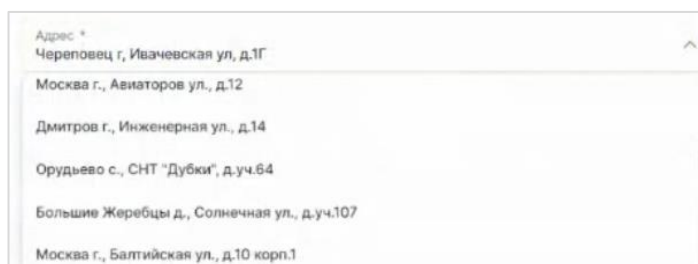 Адрес *
Череповец г, Ивачевская ул, д.1Г
Москва г., Авиаторов ул., д.12
Дмитров г., Инженерная ул., д.14
Орудьево с., СНТ "Дубки", д.уч.64
Большие Жеребцы д., Солнечная ул., д.уч.107
Москва г., Балтийская ул., д.10 корп.1